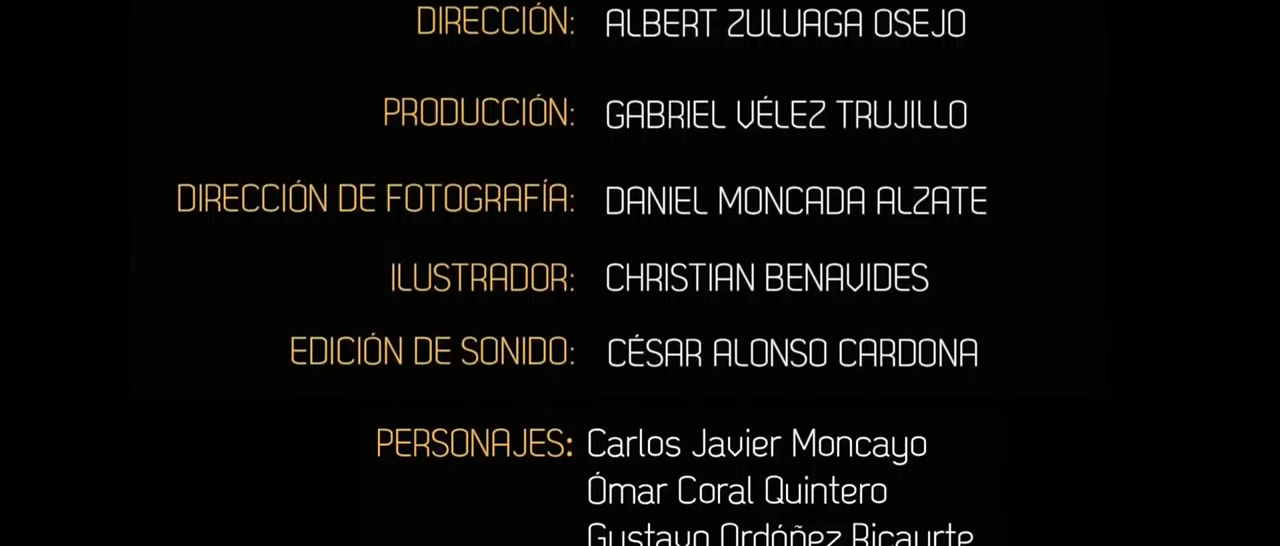 DIRECCIÓN: ALBERT ZULUAGA OSEJO
PRODUCCIÓN: GABRIEL VÉLEZ TRUJILLO
DIRECCIÓN DE FOTOGRAFÍA: DANIEL MONCADA ALZATE
ILUSTRADOR: CHRISTIAN BENAVIDES
EDICIÓN DE SONIDO: CÉSAR ALONSO CARDONA
PERSONAJES: Carlos Javier Moncayo
Ómar Coral Quintero
Gustavo Ordóñez Ricaurte